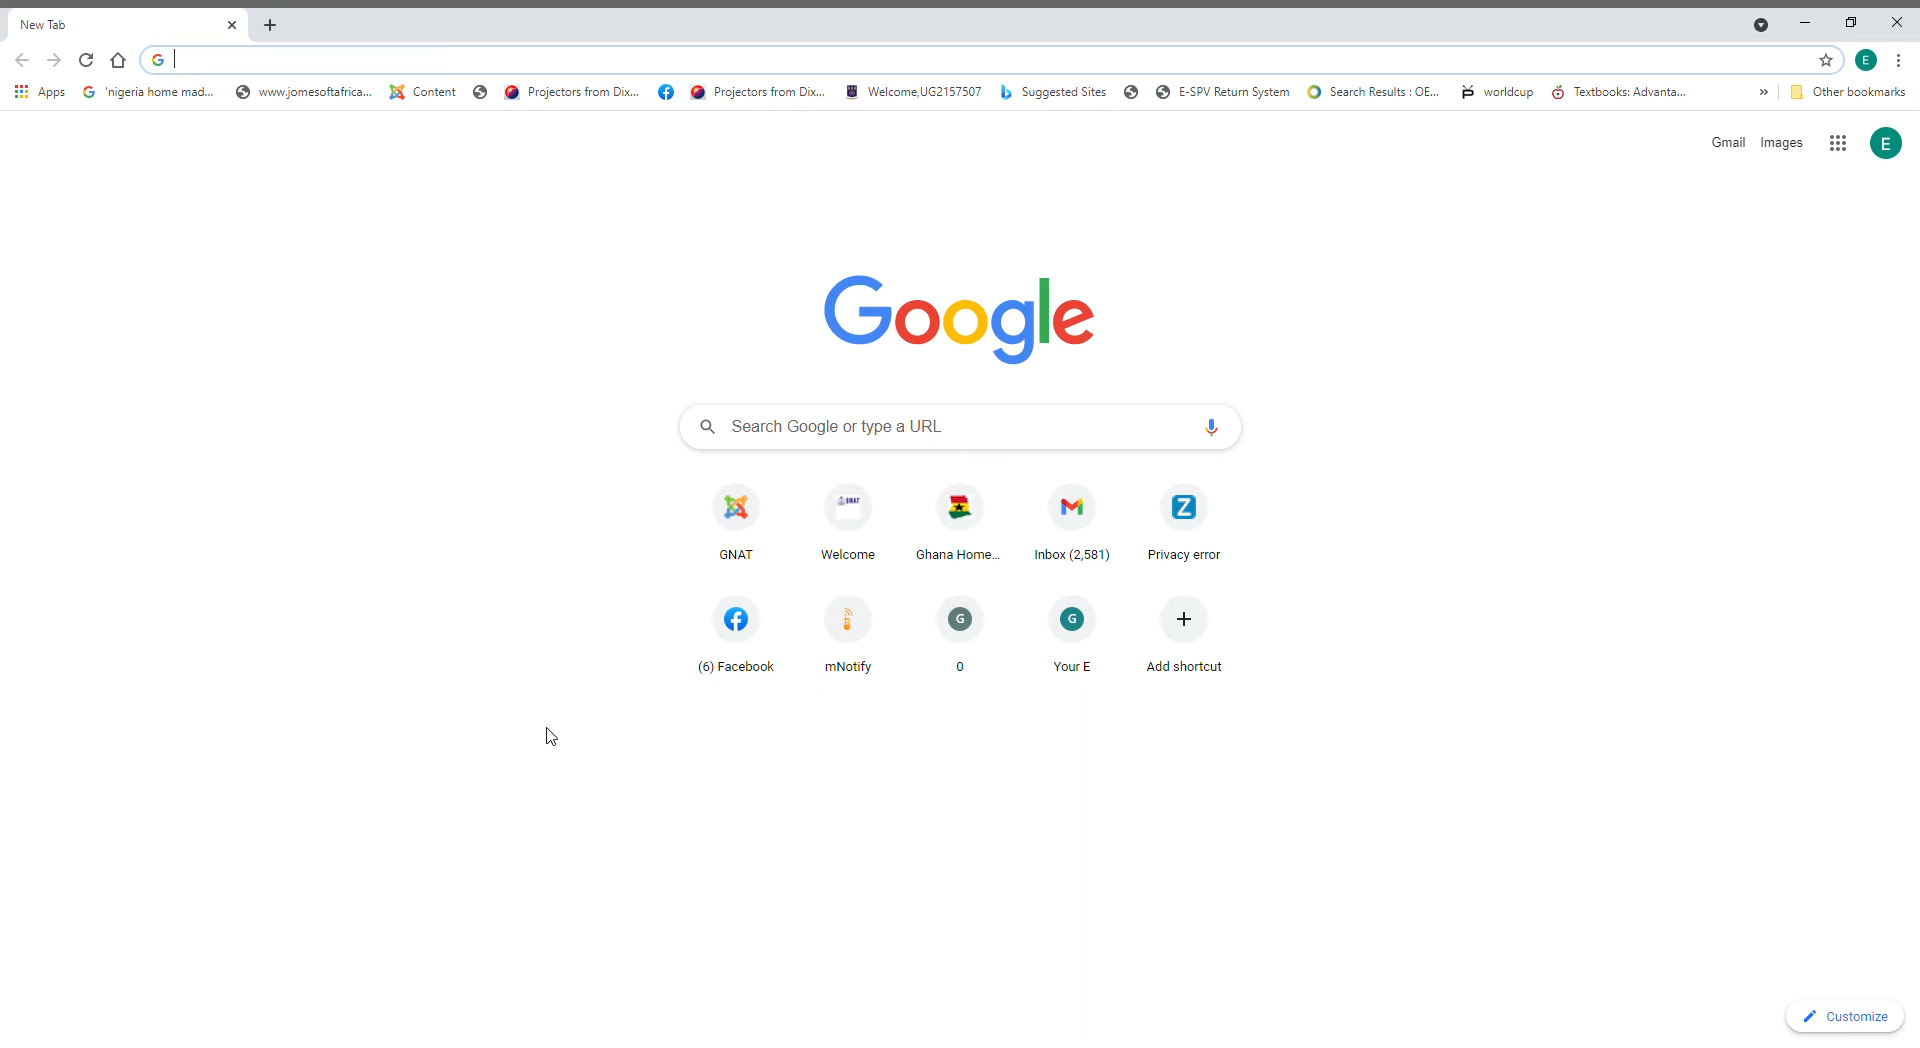 New Tab
Apps 'nigeria home mad... www.jomesoftafrica... Content Projectors from Dix... Projectors from Dix... Welcome,UG2157507 Suggested Sites E-SPV Return System Search Results : OE... worldcup Textbooks: Advanta... » Other bookmarks
Gmail Images E
Google
Search Google or type a URL
GNAT Welcome Ghana Home... Inbox (2,581) Privacy error
(6) Facebook mNotify 0 Your E Add shortcut
Customize